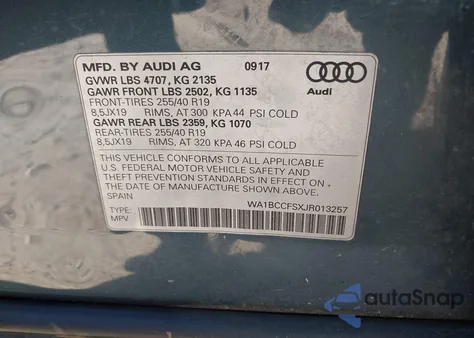 MFD. BY AUDI AG 0917
GVWR LBS 4707, KG 2135
GAWR FRONT LBS 2502, KG 1135
FRONT-TIRES 255/40 R19
8,5JX19 RIMS, AT 300 KPA 44 PSI COLD
GAWR REAR LBS 2359, KG 1070
REAR-TIRES 255/40 R19
8,5JX19 RIMS, AT 320 KPA 46 PSI COLD
THIS VEHICLE CONFORMS TO ALL APPLICABLE
U.S. FEDERAL MOTOR VEHICLE SAFETY AND
THEFT PREVENTION STANDARDS IN EFFECT ON
THE DATE OF MANUFACTURE SHOWN ABOVE.
SPAIN
TYPE: WA1BCCFSXJR013257
MPV
Audi
autoSnap